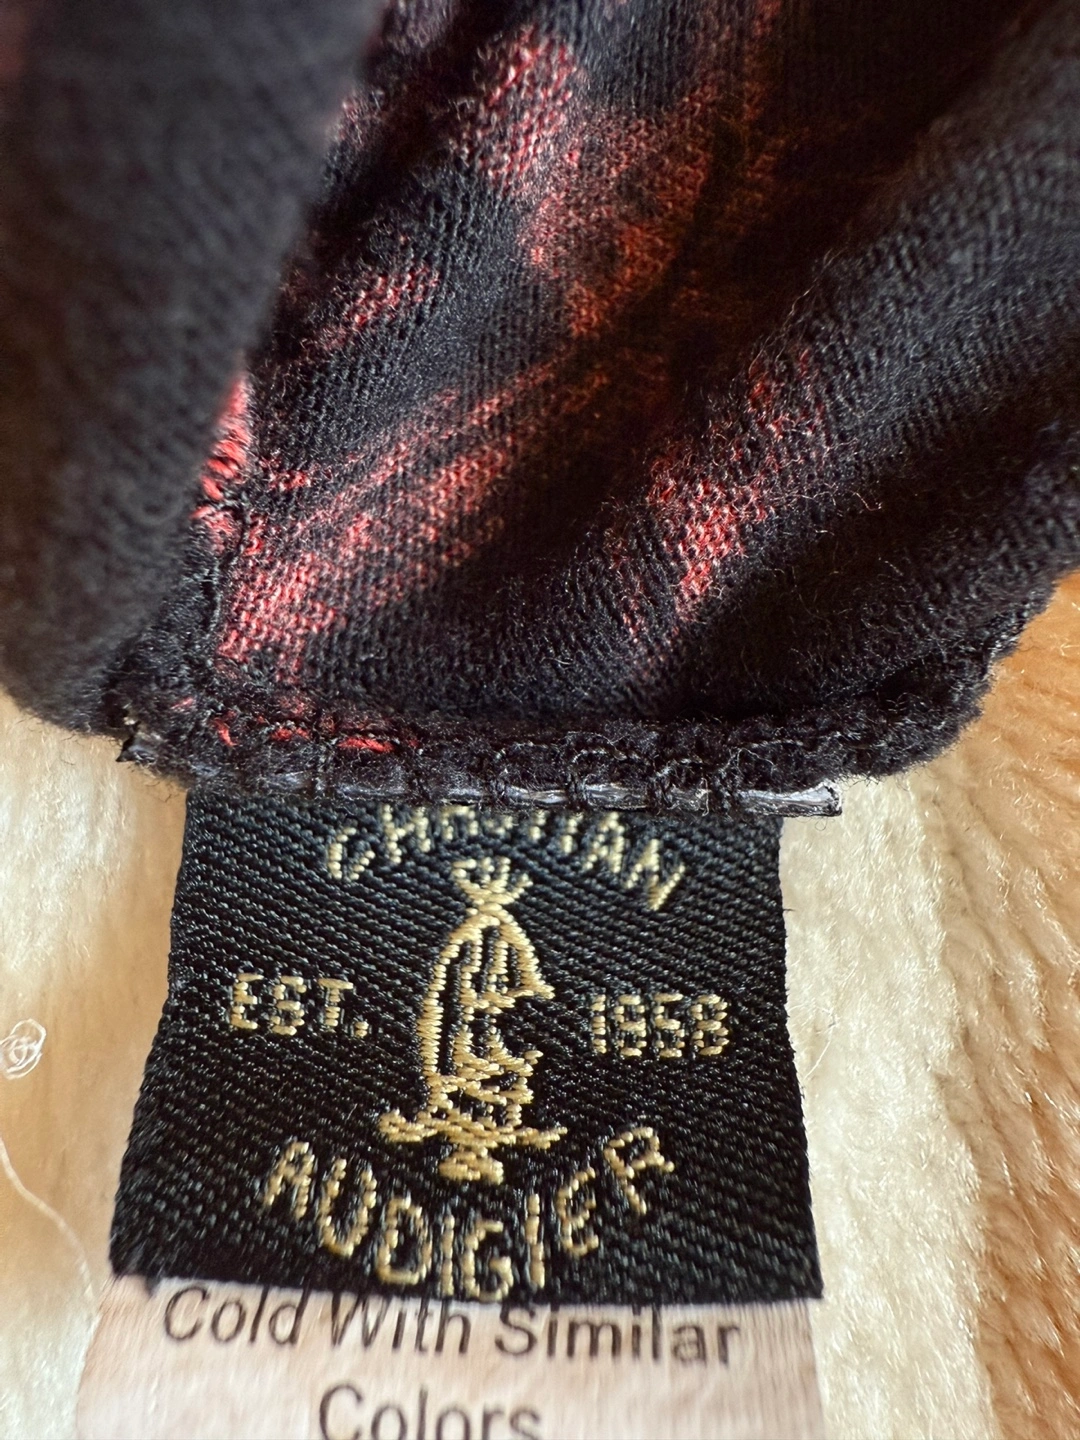 CHRISTIAN
EST. 1958
AUDIGIER
Cold With Similar
Colors